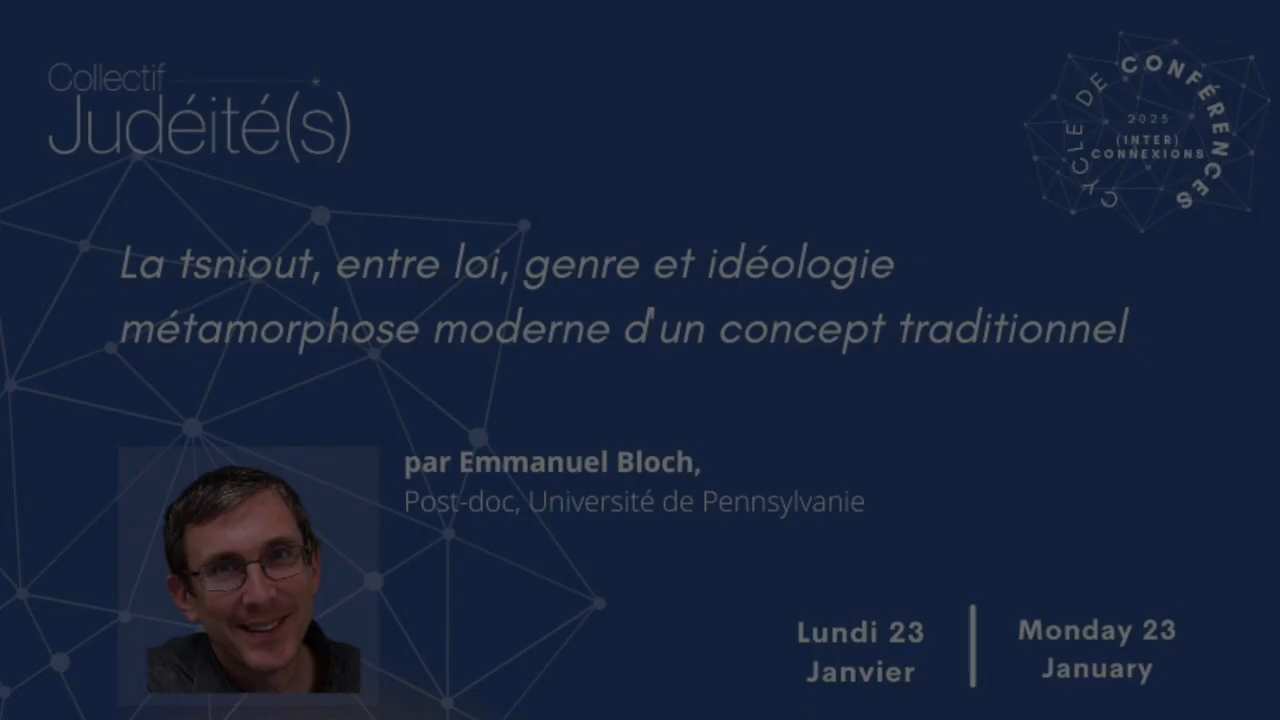 Collectif
Judéité(s)
CYCLE DE CONFÉRENCES
2023
(INTER)
CONNEXIONS
La tsniout, entre loi, genre et idéologie
métamorphose moderne d'un concept traditionnel
par Emmanuel Bloch,
Post-doc, Université de Pennsylvanie
Lundi 23
Janvier
Monday 23
January